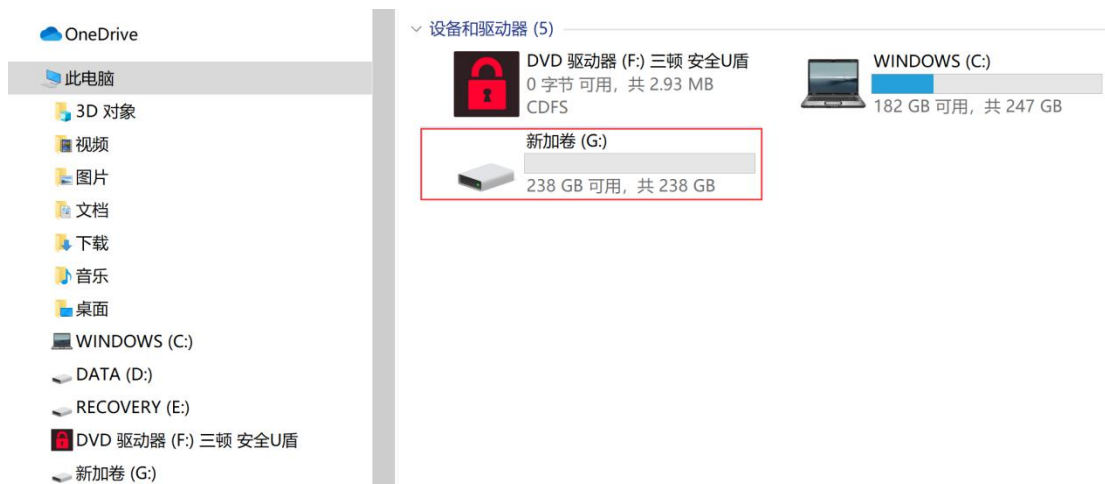 OneDrive
此电脑
3D 对象
视频
图片
文档
下载
音乐
桌面
WINDOWS (C:)
DATA (D:)
RECOVERY (E:)
DVD 驱动器 (F:) 三顿 安全U盾
新加卷 (G:)
设备和驱动器 (5)
DVD 驱动器 (F:) 三顿 安全U盾
0 字节 可用，共 2.93 MB
CDFS
WINDOWS (C:)
182 GB 可用，共 247 GB
新加卷 (G:)
238 GB 可用，共 238 GB